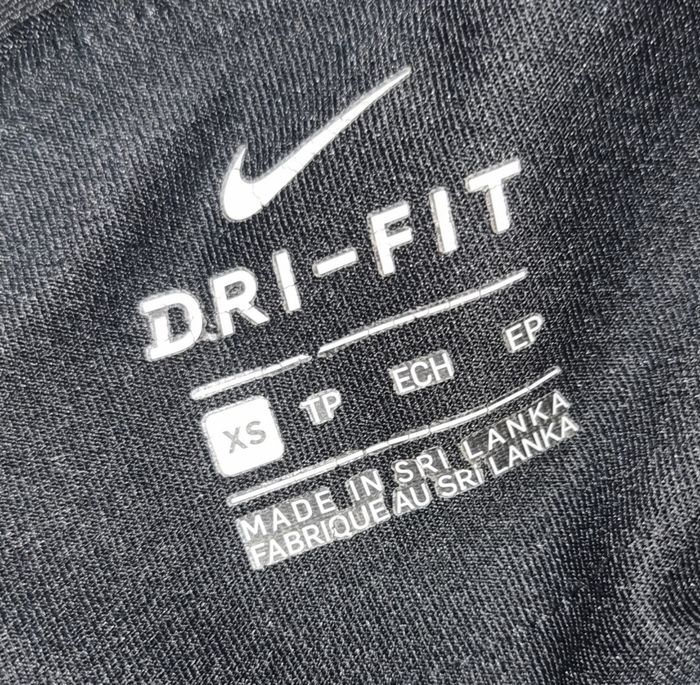 DRI-FIT
XS TP ECH EP
MADE IN SRI LANKA
FABRIQUE AU SRI LANKA